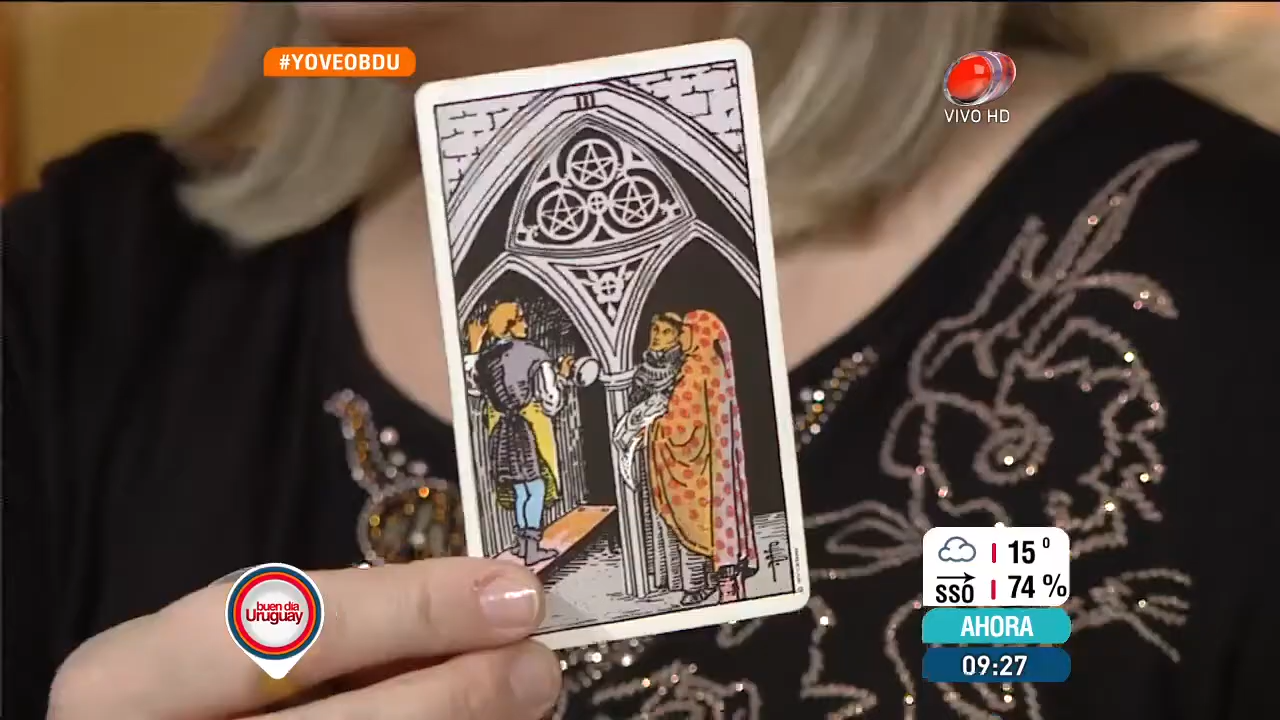 #YOVEOBDU
VIVO HD
III
buen día
Uruguay
15°
SSO 74 %
AHORA
09:27